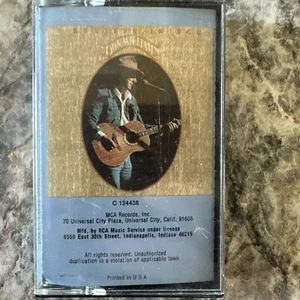 DON WILLIAMS
C 124438
MCA Records, Inc.
70 Universal City Plaza, Universal City, Calif. 91608
Mfd. by RCA Music Service under license
6550 East 30th Street, Indianapolis, Indiana 46219
All rights reserved. Unauthorized
duplication is a violation of applicable laws.
Printed in U.S.A